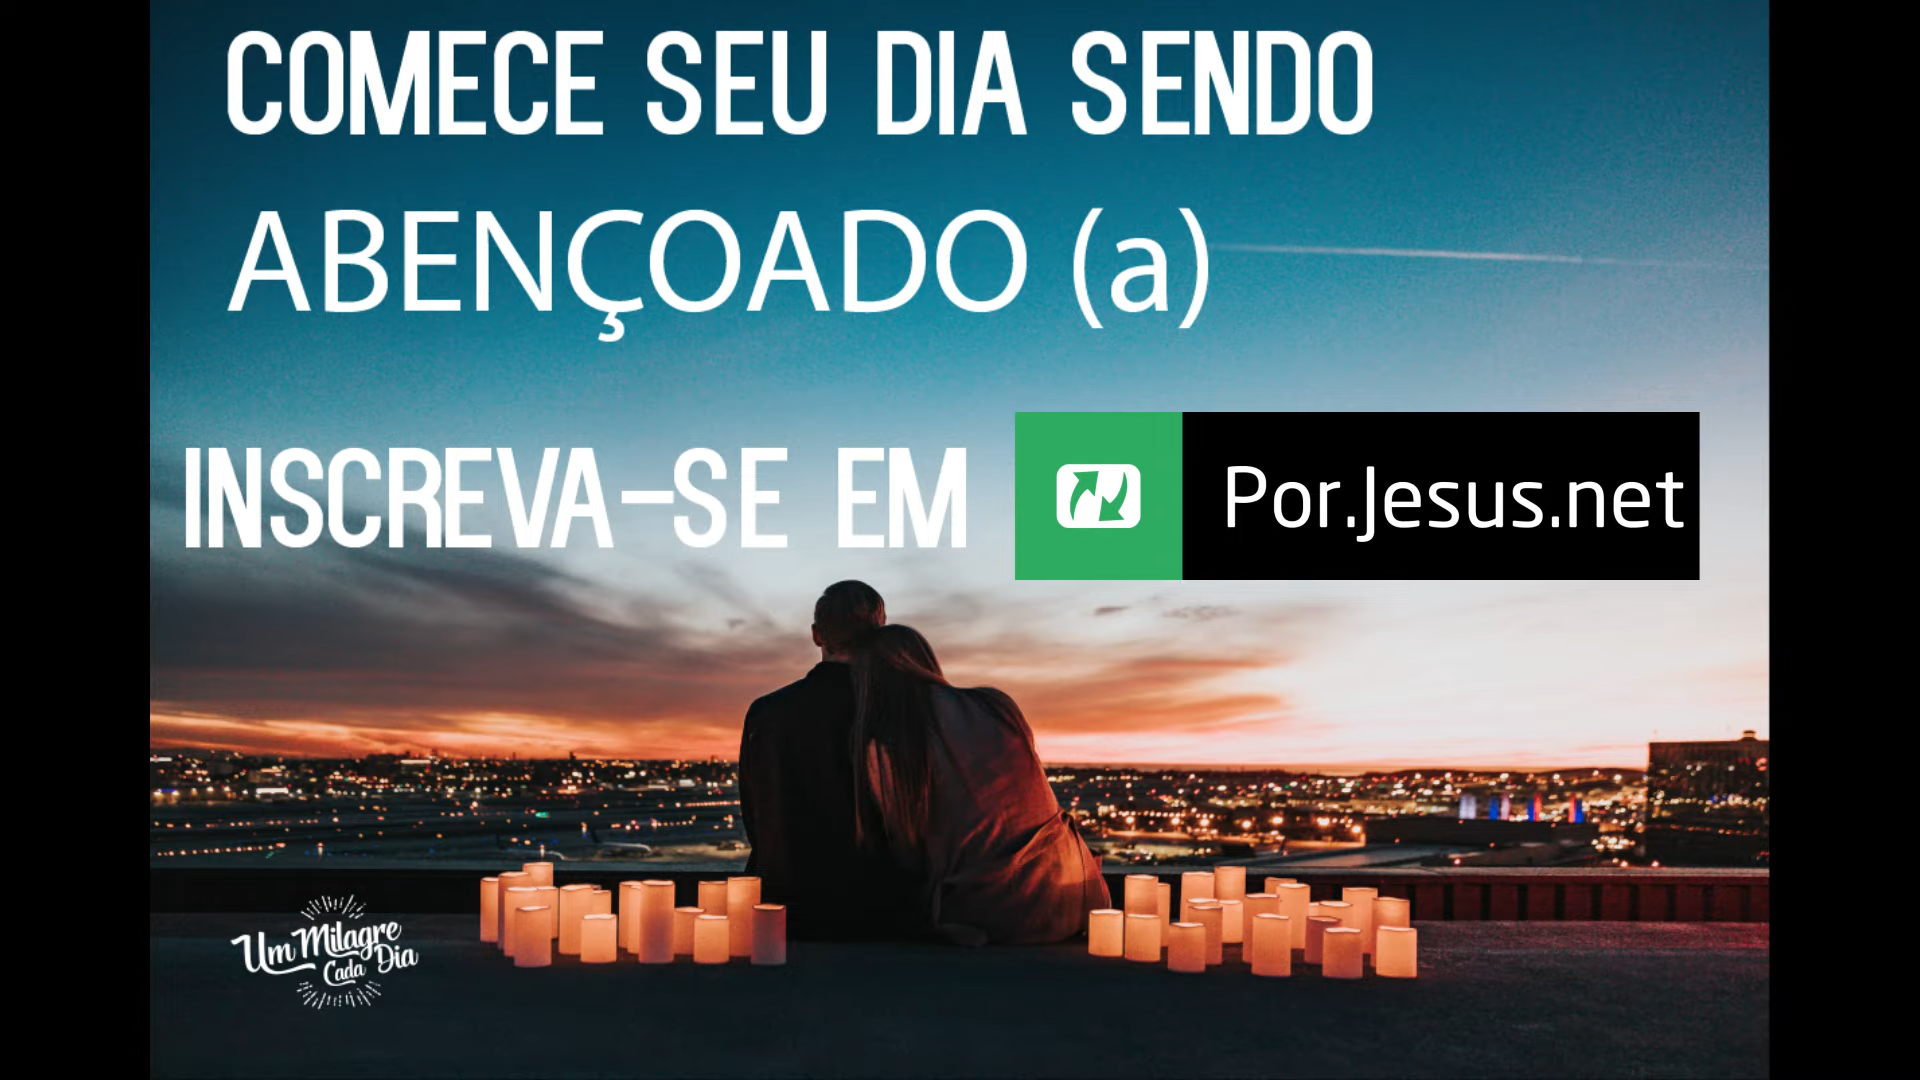 COMECE SEU DIA SENDO
ABENÇOADO (a)
INSCREVA-SE EM
Por.Jesus.net
Um Milagre
Cada Dia